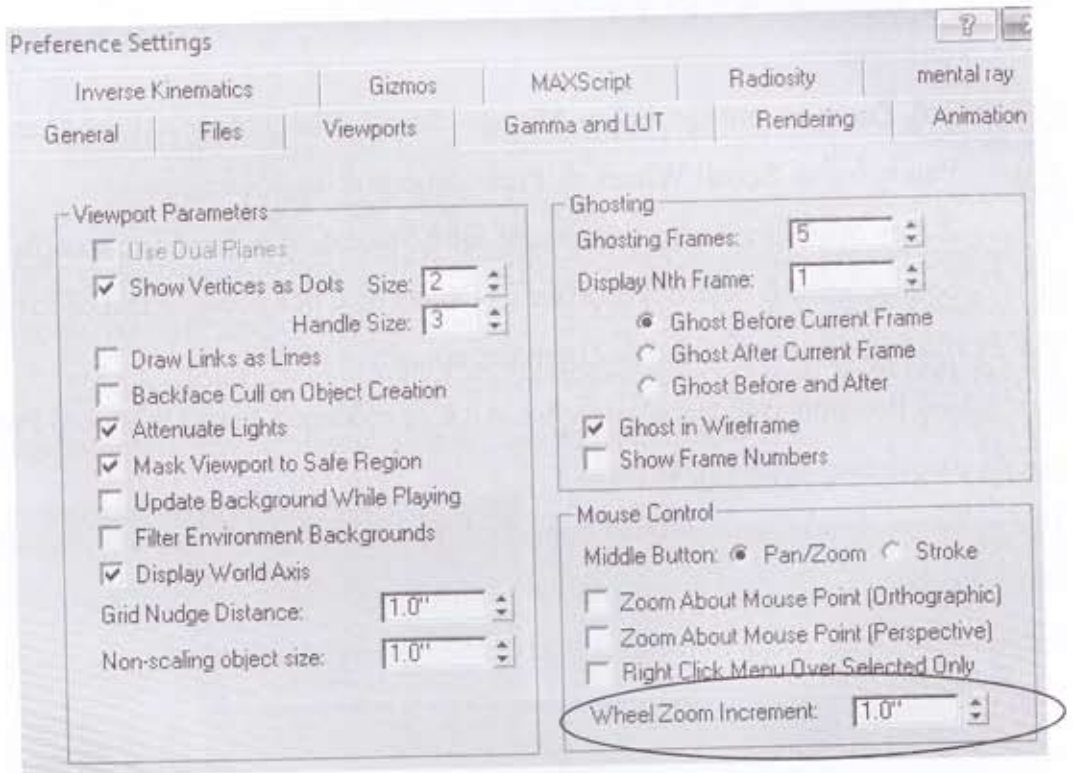 Preference Settings
?
Inverse Kinematics Gizmos MAXScript Radiosity mental ray
General Files Viewports Gamma and LUT Rendering Animation
Viewport Parameters
Use Dual Planes
Show Vertices as Dots Size: 2
Handle Size: 3
Draw Links as Lines
Backface Cull on Object Creation
Attenuate Lights
Mask Viewport to Safe Region
Update Background While Playing
Filter Environment Backgrounds
Display World Axis
Grid Nudge Distance: 1.0"
Non-scaling object size: 1.0"
Ghosting
Ghosting Frames: 5
Display Nth Frame: 1
Ghost Before Current Frame
Ghost After Current Frame
Ghost Before and After
Ghost in Wireframe
Show Frame Numbers
Mouse Control
Middle Button: Pan/Zoom Stroke
Zoom About Mouse Point (Orthographic)
Zoom About Mouse Point (Perspective)
Right Click Menu Over Selected Only
Wheel Zoom Increment: 1.0"